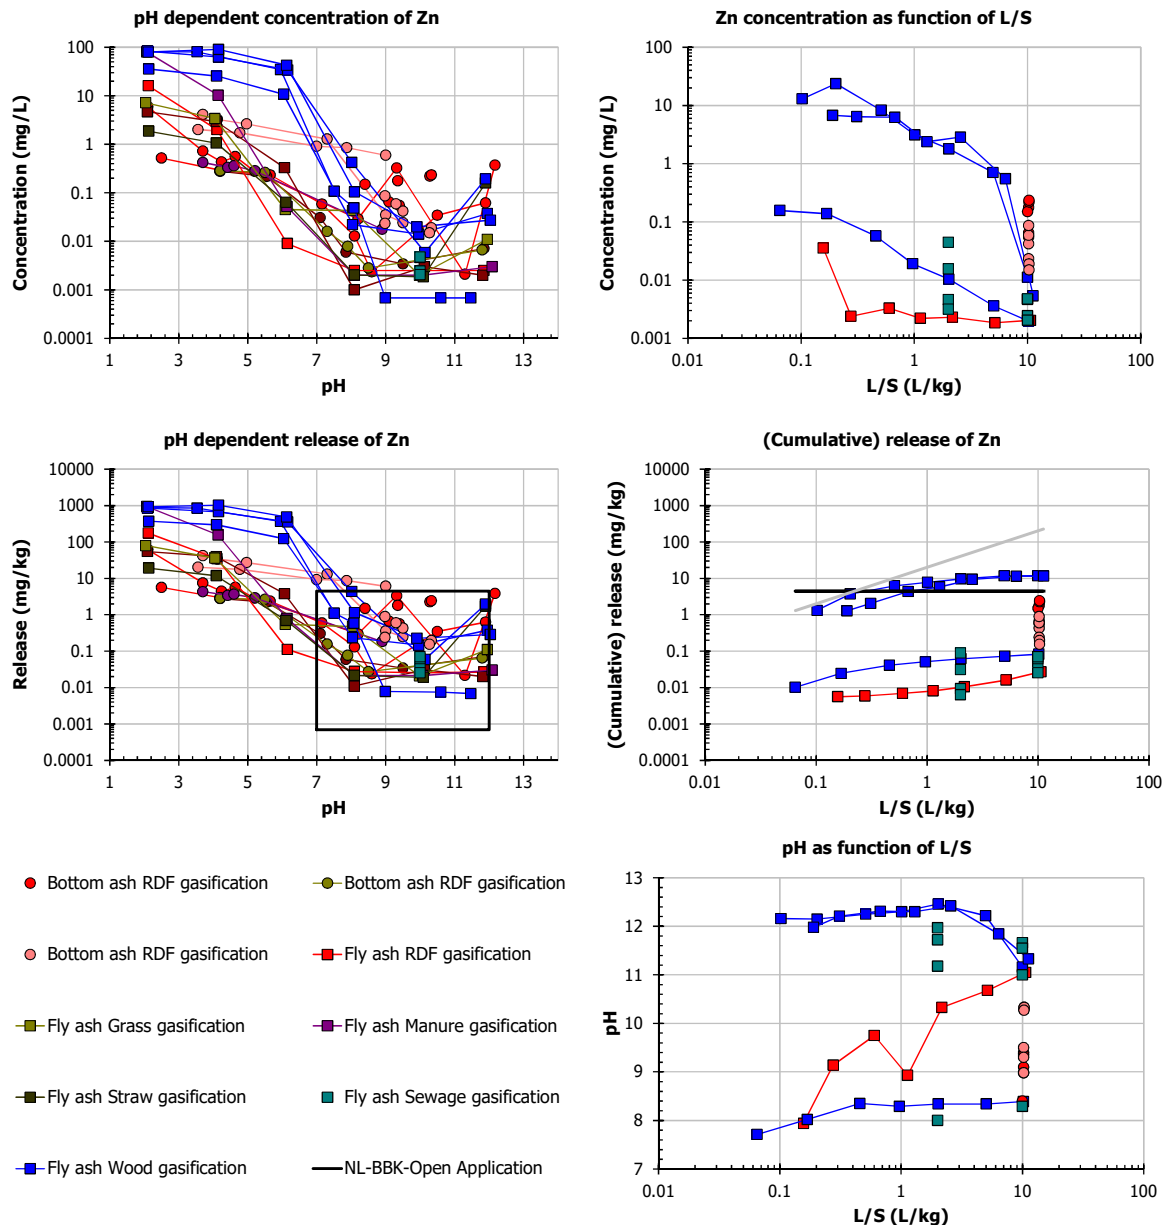 pH dependent concentration of Zn
Concentration (mg/L)
100
10
1
0.1
0.01
0.001
0.0001
1 3 5 7 9 11 13
pH
Zn concentration as function of L/S
Concentration (mg/L)
100
10
1
0.1
0.01
0.001
0.01 0.1 1 10 100
L/S (L/kg)
pH dependent release of Zn
Release (mg/kg)
10000
1000
100
10
1
0.1
0.01
0.001
0.0001
1 3 5 7 9 11 13
pH
(Cumulative) release of Zn
(Cumulative) release (mg/kg)
10000
1000
100
10
1
0.1
0.01
0.001
0.0001
0.01 0.1 1 10 100
L/S (L/kg)
Bottom ash RDF gasification
Bottom ash RDF gasification
Bottom ash RDF gasification
Fly ash RDF gasification
Fly ash Grass gasification
Fly ash Manure gasification
Fly ash Straw gasification
Fly ash Sewage gasification
Fly ash Wood gasification
NL-BBK-Open Application
pH as function of L/S
pH
13
12
11
10
9
8
7
0.01 0.1 1 10 100
L/S (L/kg)